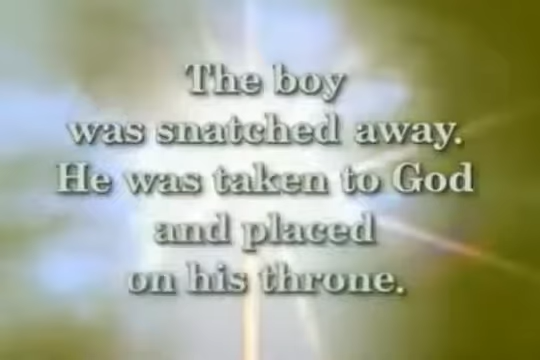 The boy
was snatched away.
He was taken to God
and placed
on his throne.